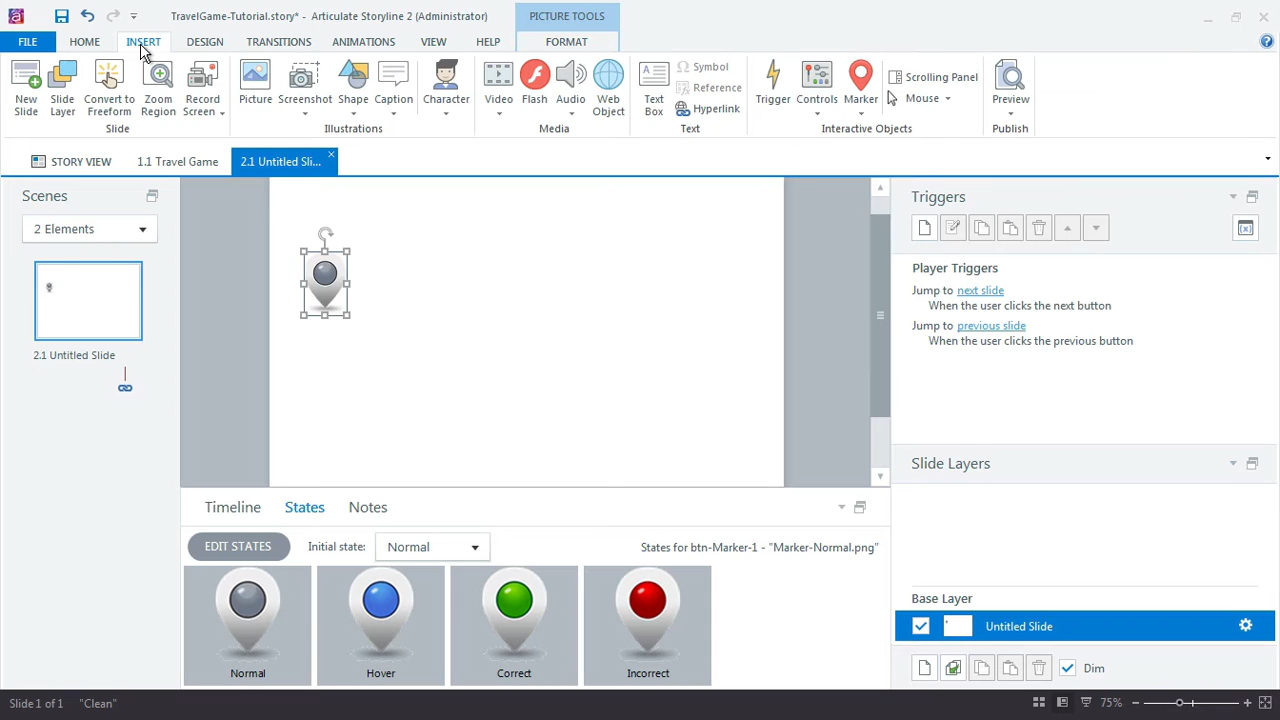 TravelGame-Tutorial.story* - Articulate Storyline 2 (Administrator)
PICTURE TOOLS
FILE
HOME
INSERT
DESIGN
TRANSITIONS
ANIMATIONS
VIEW
HELP
FORMAT
New Slide
Slide Layer
Convert to Freeform
Zoom Region
Record Screen
Slide
Picture
Screenshot
Shape
Caption
Illustrations
Character
Video
Flash
Audio
Web Object
Media
Text Box
Symbol
Reference
Hyperlink
Text
Trigger
Controls
Marker
Scrolling Panel
Mouse
Interactive Objects
Preview
Publish
STORY VIEW
1.1 Travel Game
2.1 Untitled Sli...
Scenes
2 Elements
2.1 Untitled Slide
Triggers
Player Triggers
Jump to next slide
When the user clicks the next button
Jump to previous slide
When the user clicks the previous button
Slide Layers
Timeline
States
Notes
EDIT STATES
Initial state:
Normal
States for btn-Marker-1 - "Marker-Normal.png"
Normal
Hover
Correct
Incorrect
Base Layer
Untitled Slide
Dim
Slide 1 of 1
"Clean"
75%